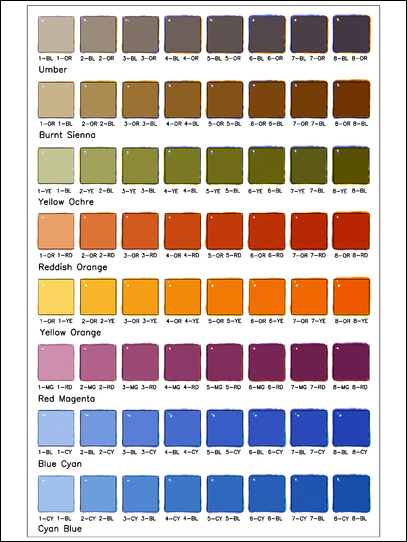 1-BL 1-OR 2-BL 2-OR 3-BL 3-OR 4-BL 4-OR 5-BL 5-OR 6-BL 6-OR 7-BL 7-OR 8-BL 8-OR
Umber
1-OR 1-BL 2-OR 2-BL 3-OR 3-BL 4-OR 4-BL 5-OR 5-BL 6-OR 6-BL 7-OR 7-BL 8-OR 8-BL
Burnt Sienna
1-YE 1-BL 2-YE 2-BL 3-YE 3-BL 4-YE 4-BL 5-YE 5-BL 6-YE 6-BL 7-YE 7-BL 8-YE 8-BL
Yellow Ochre
1-OR 1-RD 2-OR 2-RD 3-OR 3-RD 4-OR 4-RD 5-OR 5-RD 6-OR 6-RD 7-OR 7-RD 8-OR 8-RD
Reddish Orange
1-OR 1-YE 2-OR 2-YE 3-OR 3-YE 4-OR 4-YE 5-OR 5-YE 6-OR 6-YE 7-OR 7-YE 8-OR 8-YE
Yellow Orange
1-MG 1-RD 2-MG 2-RD 3-MG 3-RD 4-MG 4-RD 5-MG 5-RD 6-MG 6-RD 7-MG 7-RD 8-MG 8-RD
Red Magenta
1-BL 1-CY 2-BL 2-CY 3-BL 3-CY 4-BL 4-CY 5-BL 5-CY 6-BL 6-CY 7-BL 7-CY 8-BL 8-CY
Blue Cyan
1-CY 1-BL 2-CY 2-BL 3-CY 3-BL 4-CY 4-BL 5-CY 5-BL 6-CY 6-BL 7-CY 7-BL 8-CY 8-BL
Cyan Blue